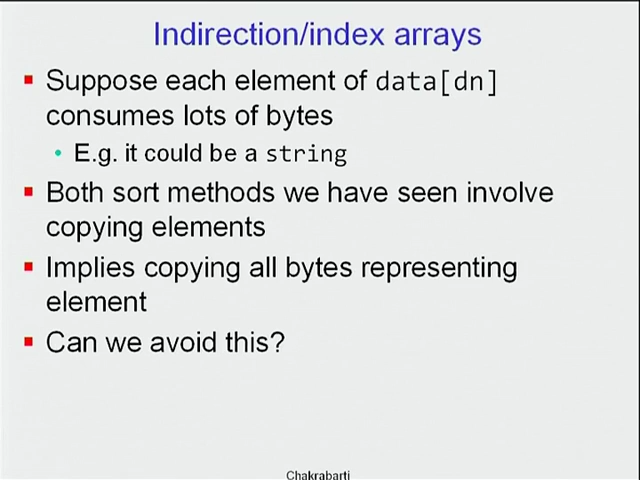 Indirection/index arrays
Suppose each element of data[dn]
consumes lots of bytes
E.g. it could be a string
Both sort methods we have seen involve
copying elements
Implies copying all bytes representing
element
Can we avoid this?
Chakrabarti